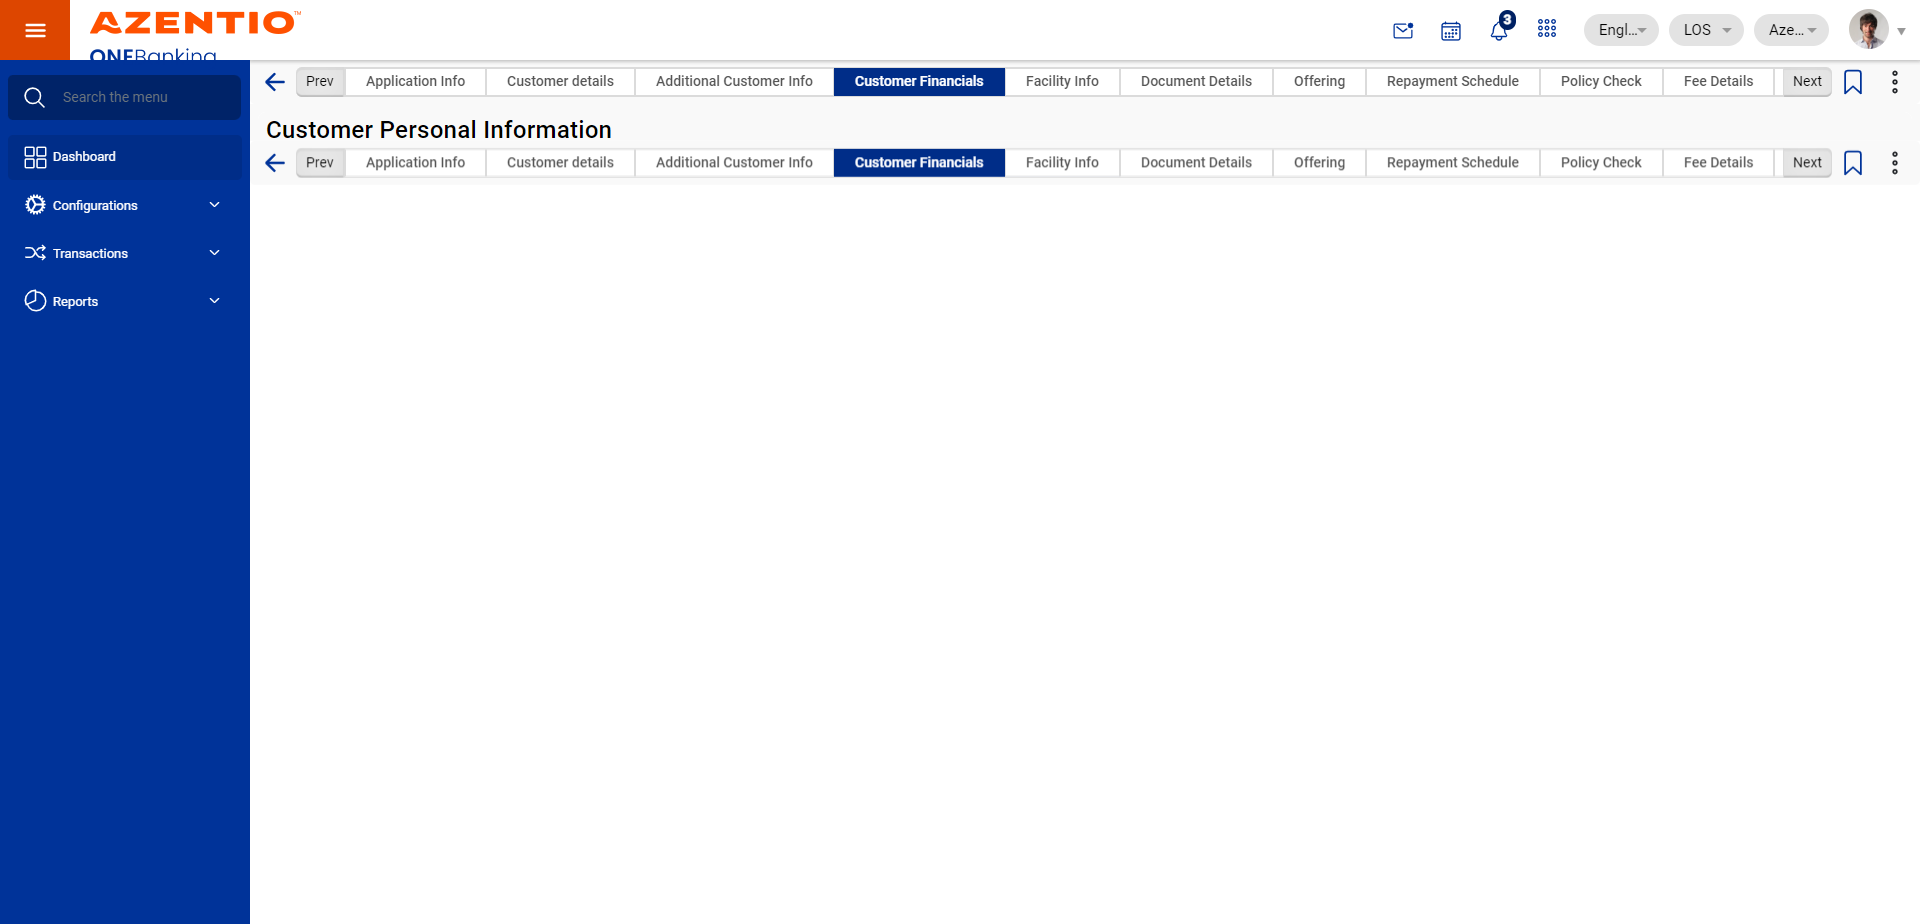 AZENTIO™
ONEBanking
3
Engl...
LOS
Aze...
Search the menu
Dashboard
Configurations
Transactions
Reports
Prev Application Info Customer details Additional Customer Info Customer Financials Facility Info Document Details Offering Repayment Schedule Policy Check Fee Details Next
Customer Personal Information
Prev Application Info Customer details Additional Customer Info Customer Financials Facility Info Document Details Offering Repayment Schedule Policy Check Fee Details Next